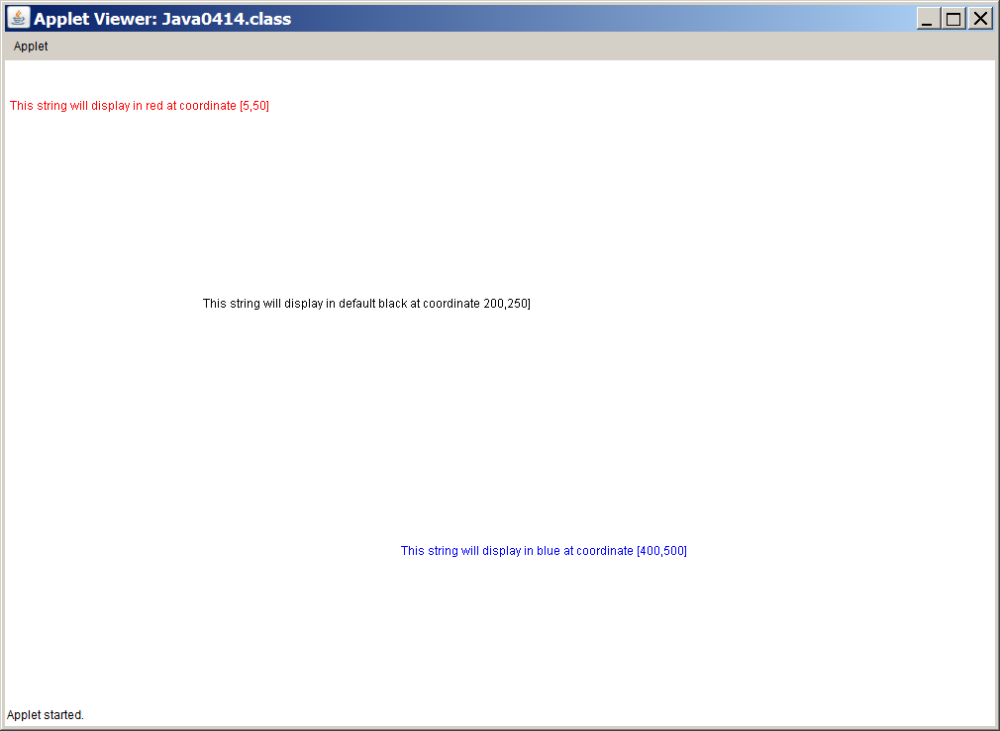 Applet Viewer: Java0414.class
Applet
This string will display in red at coordinate [5,50]
This string will display in default black at coordinate 200,250]
This string will display in blue at coordinate [400,500]
Applet started.